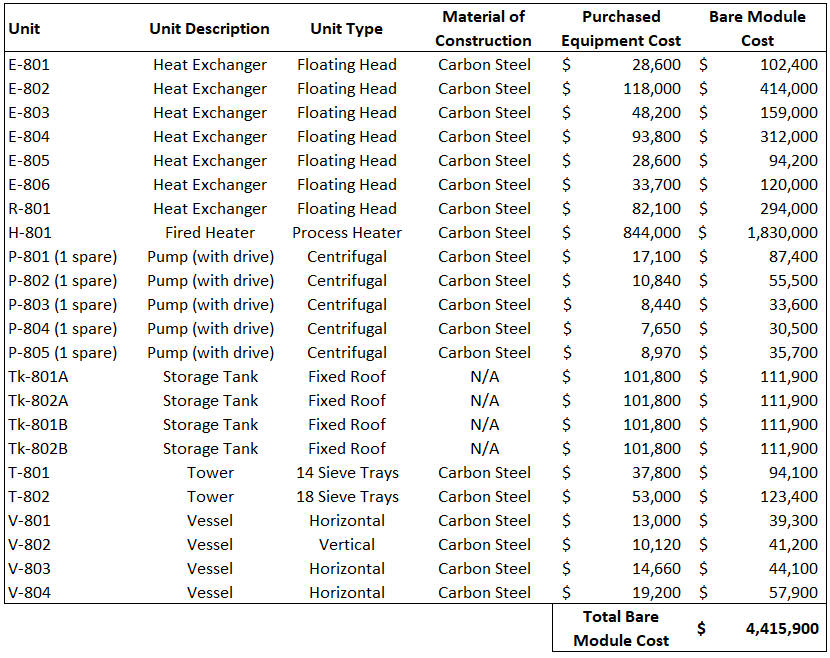 Unit Unit Description Unit Type Material of Construction Purchased Equipment Cost Bare Module Cost
E-801 Heat Exchanger Floating Head Carbon Steel $ 28,600 $ 102,400
E-802 Heat Exchanger Floating Head Carbon Steel $ 118,000 $ 414,000
E-803 Heat Exchanger Floating Head Carbon Steel $ 48,200 $ 159,000
E-804 Heat Exchanger Floating Head Carbon Steel $ 93,800 $ 312,000
E-805 Heat Exchanger Floating Head Carbon Steel $ 28,600 $ 94,200
E-806 Heat Exchanger Floating Head Carbon Steel $ 33,700 $ 120,000
R-801 Heat Exchanger Floating Head Carbon Steel $ 82,100 $ 294,000
H-801 Fired Heater Process Heater Carbon Steel $ 844,000 $ 1,830,000
P-801 (1 spare) Pump (with drive) Centrifugal Carbon Steel $ 17,100 $ 87,400
P-802 (1 spare) Pump (with drive) Centrifugal Carbon Steel $ 10,840 $ 55,500
P-803 (1 spare) Pump (with drive) Centrifugal Carbon Steel $ 8,440 $ 33,600
P-804 (1 spare) Pump (with drive) Centrifugal Carbon Steel $ 7,650 $ 30,500
P-805 (1 spare) Pump (with drive) Centrifugal Carbon Steel $ 8,970 $ 35,700
Tk-801A Storage Tank Fixed Roof N/A $ 101,800 $ 111,900
Tk-802A Storage Tank Fixed Roof N/A $ 101,800 $ 111,900
Tk-801B Storage Tank Fixed Roof N/A $ 101,800 $ 111,900
Tk-802B Storage Tank Fixed Roof N/A $ 101,800 $ 111,900
T-801 Tower 14 Sieve Trays Carbon Steel $ 37,800 $ 94,100
T-802 Tower 18 Sieve Trays Carbon Steel $ 53,000 $ 123,400
V-801 Vessel Horizontal Carbon Steel $ 13,000 $ 39,300
V-802 Vessel Vertical Carbon Steel $ 10,120 $ 41,200
V-803 Vessel Horizontal Carbon Steel $ 14,660 $ 44,100
V-804 Vessel Horizontal Carbon Steel $ 19,200 $ 57,900
Total Bare Module Cost $ 4,415,900